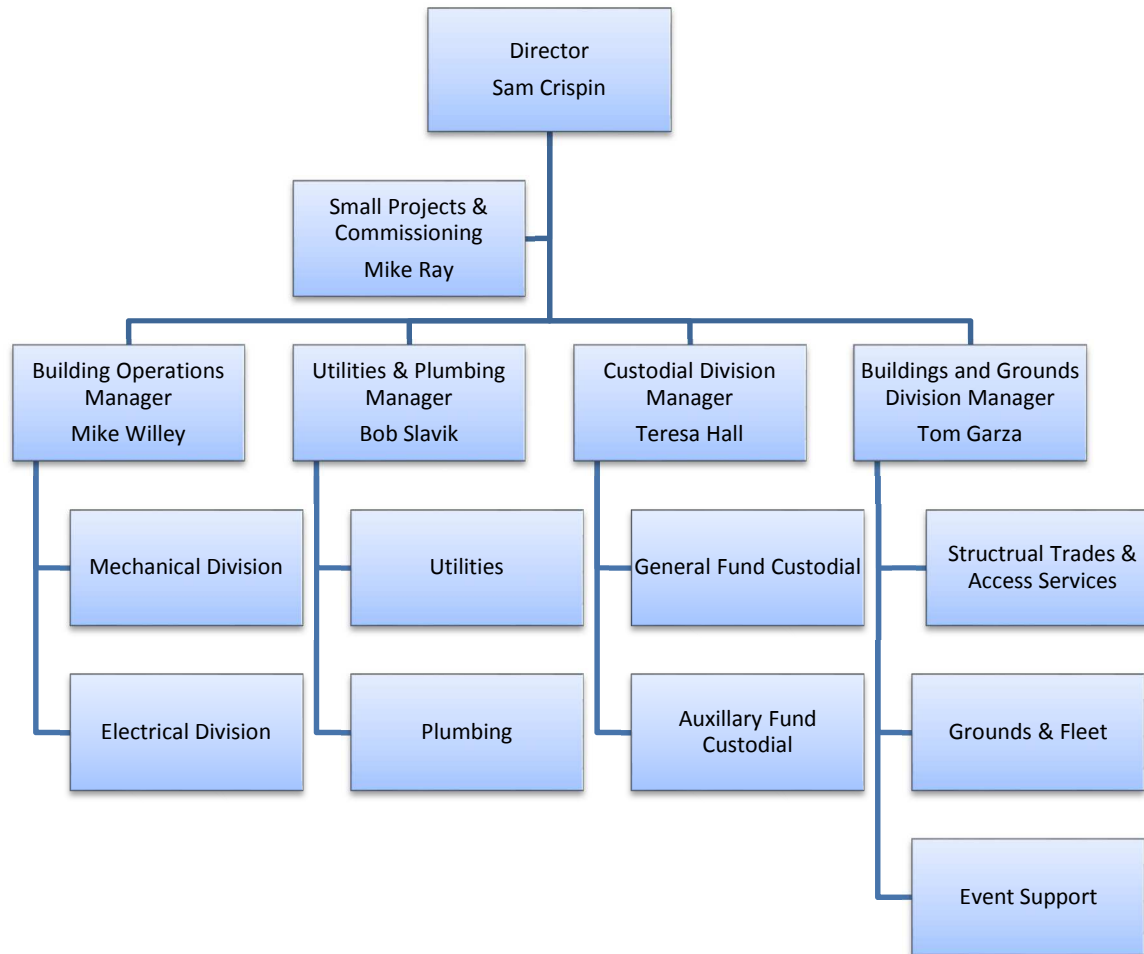 Director
Sam Crispin
Small Projects &
Commissioning
Mike Ray
Building Operations
Manager
Mike Willey
Utilities & Plumbing
Manager
Bob Slavik
Custodial Division
Manager
Teresa Hall
Buildings and Grounds
Division Manager
Tom Garza
Mechanical Division
Utilities
General Fund Custodial
Structrual Trades &
Access Services
Electrical Division
Plumbing
Auxillary Fund
Custodial
Grounds & Fleet
Event Support